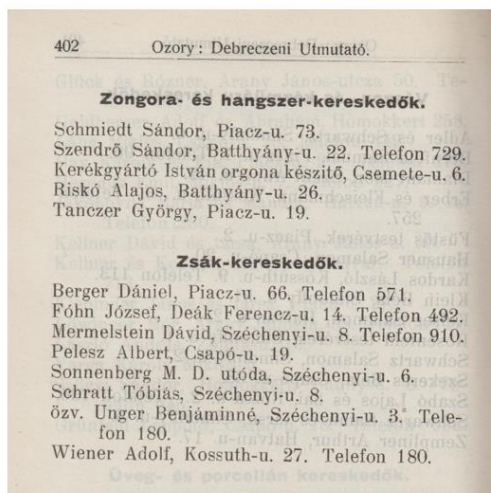 402 Ozory: Debreczeni Utmutató.
Zongora- és hangszer-kereskedők.
Schmiedt Sándor, Piacz-u. 73.
Szendrő Sándor, Batthyány-u. 22. Telefon 729.
Kerékgyártó István orgona készitő, Csemete-u. 6.
Riskó Alajos, Batthyány-u. 26.
Tanczer György, Piacz-u. 19.
Zsák-kereskedők.
Berger Dániel, Piacz-u. 66. Telefon 571.
Fóhn József, Deák Ferencz-u. 14. Telefon 492.
Mermelstein Dávid, Széchenyi-u. 8. Telefon 910.
Pelesz Albert, Csapó-u. 19.
Sonnenberg M. D. utóda, Széchenyi-u. 6.
Schratt Tóbiás, Széchenyi-u. 8.
özv. Unger Benjáminné, Széchenyi-u. 3. Tele-
fon 180.
Wiener Adolf, Kossuth-u. 27. Telefon 180.